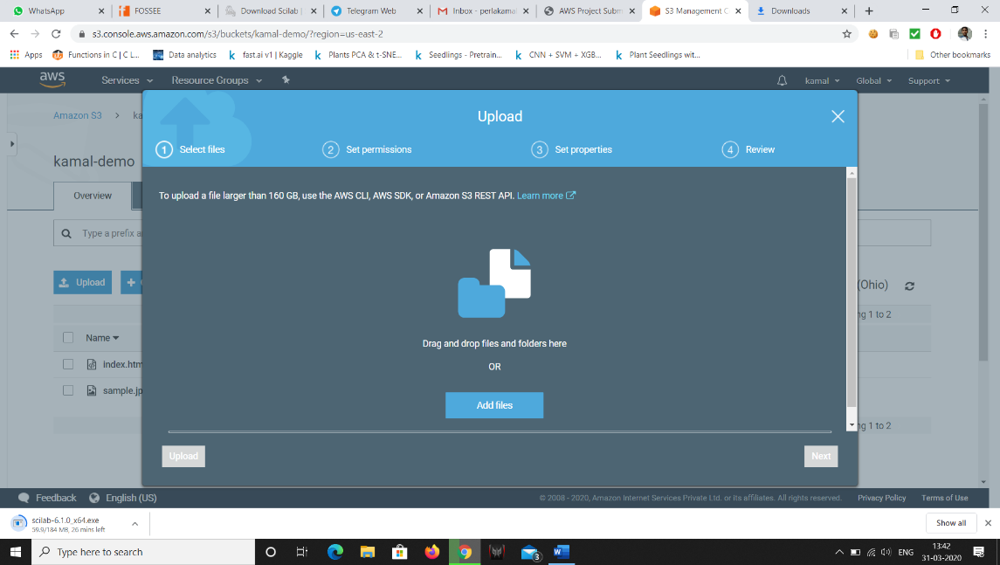 WhatsApp
FOSSEE
Download Scilab |
Telegram Web
Inbox - perlakamal
AWS Project Subm
S3 Management C
Downloads
s3.console.aws.amazon.com/s3/buckets/kamal-demo/?region=us-east-2
Apps
Functions in C | C L...
Data analytics
fast.ai v1 | Kaggle
Plants PCA & t-SNE...
Seedlings - Pretrain...
CNN + SVM + XGB...
Plant Seedlings wit...
Other bookmarks
aws
Services
Resource Groups
kamal
Global
Support
Amazon S3
ka
Upload
1 Select files
2 Set permissions
3 Set properties
4 Review
kamal-demo
Overview
To upload a file larger than 160 GB, use the AWS CLI, AWS SDK, or Amazon S3 REST API. Learn more
Type a prefix a
Upload
(Ohio)
ng 1 to 2
Name
Drag and drop files and folders here
index.htm
OR
sample.jp
Add files
ng 1 to 2
Upload
Next
Feedback
English (US)
© 2008 - 2020, Amazon Internet Services Private Ltd. or its affiliates. All rights reserved.
Privacy Policy
Terms of Use
scilab-6.1.0_x64.exe
59.9/184 MB, 26 mins left
Show all
Type here to search
3
ENG
13:42
31-03-2020